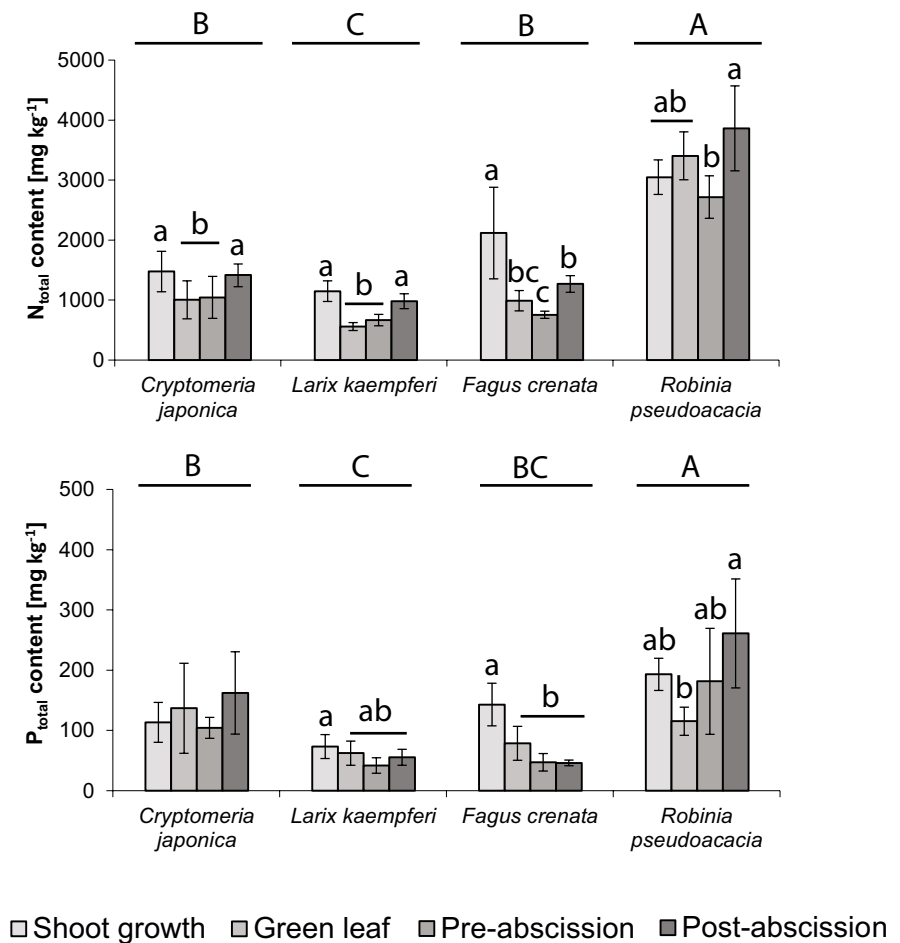 B C B A
N_total content [mg kg⁻¹]
5000
a
4000
ab
3000
a b
2000
a b a
a b a bc c b
1000
0
Cryptomeria japonica
Larix kaempferi
Fagus crenata
Robinia pseudoacacia
B C BC A
P_total content [mg kg⁻¹]
500
400
a
300
ab b ab
200
a b
a ab
100
0
Cryptomeria japonica
Larix kaempferi
Fagus crenata
Robinia pseudoacacia
Shoot growth Green leaf Pre-abscission Post-abscission